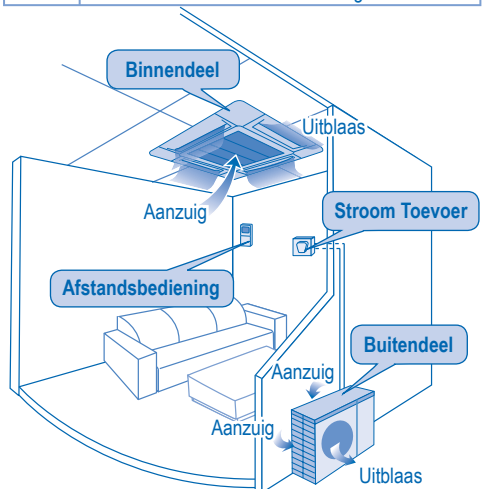 Binnendeel
Uitblaas
Aanzuig
Stroom Toevoer
Afstandsbediening
Buitendeel
Aanzuig
Aanzuig
Uitblaas